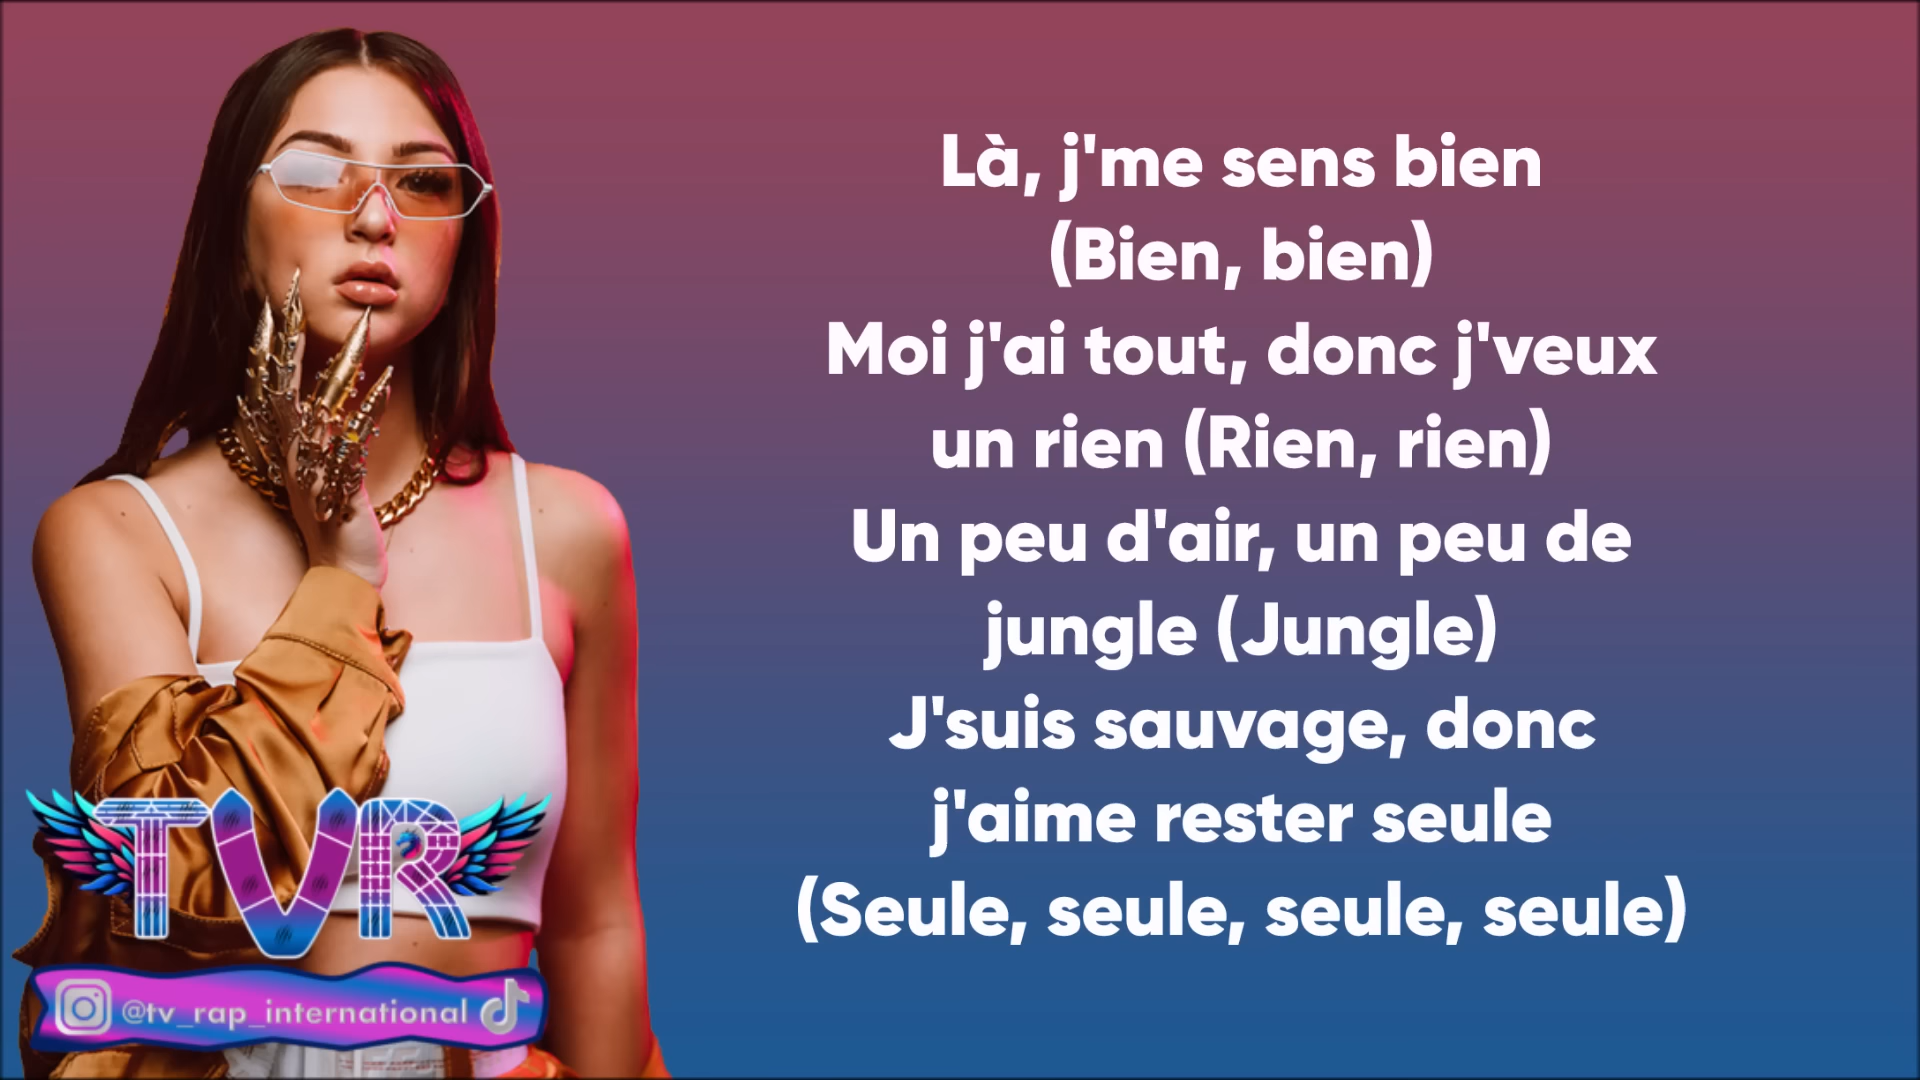 Là, j'me sens bien
(Bien, bien)
Moi j'ai tout, donc j'veux
un rien (Rien, rien)
Un peu d'air, un peu de
jungle (Jungle)
J'suis sauvage, donc
j'aime rester seule
(Seule, seule, seule, seule)
TVR
@tv_rap_international